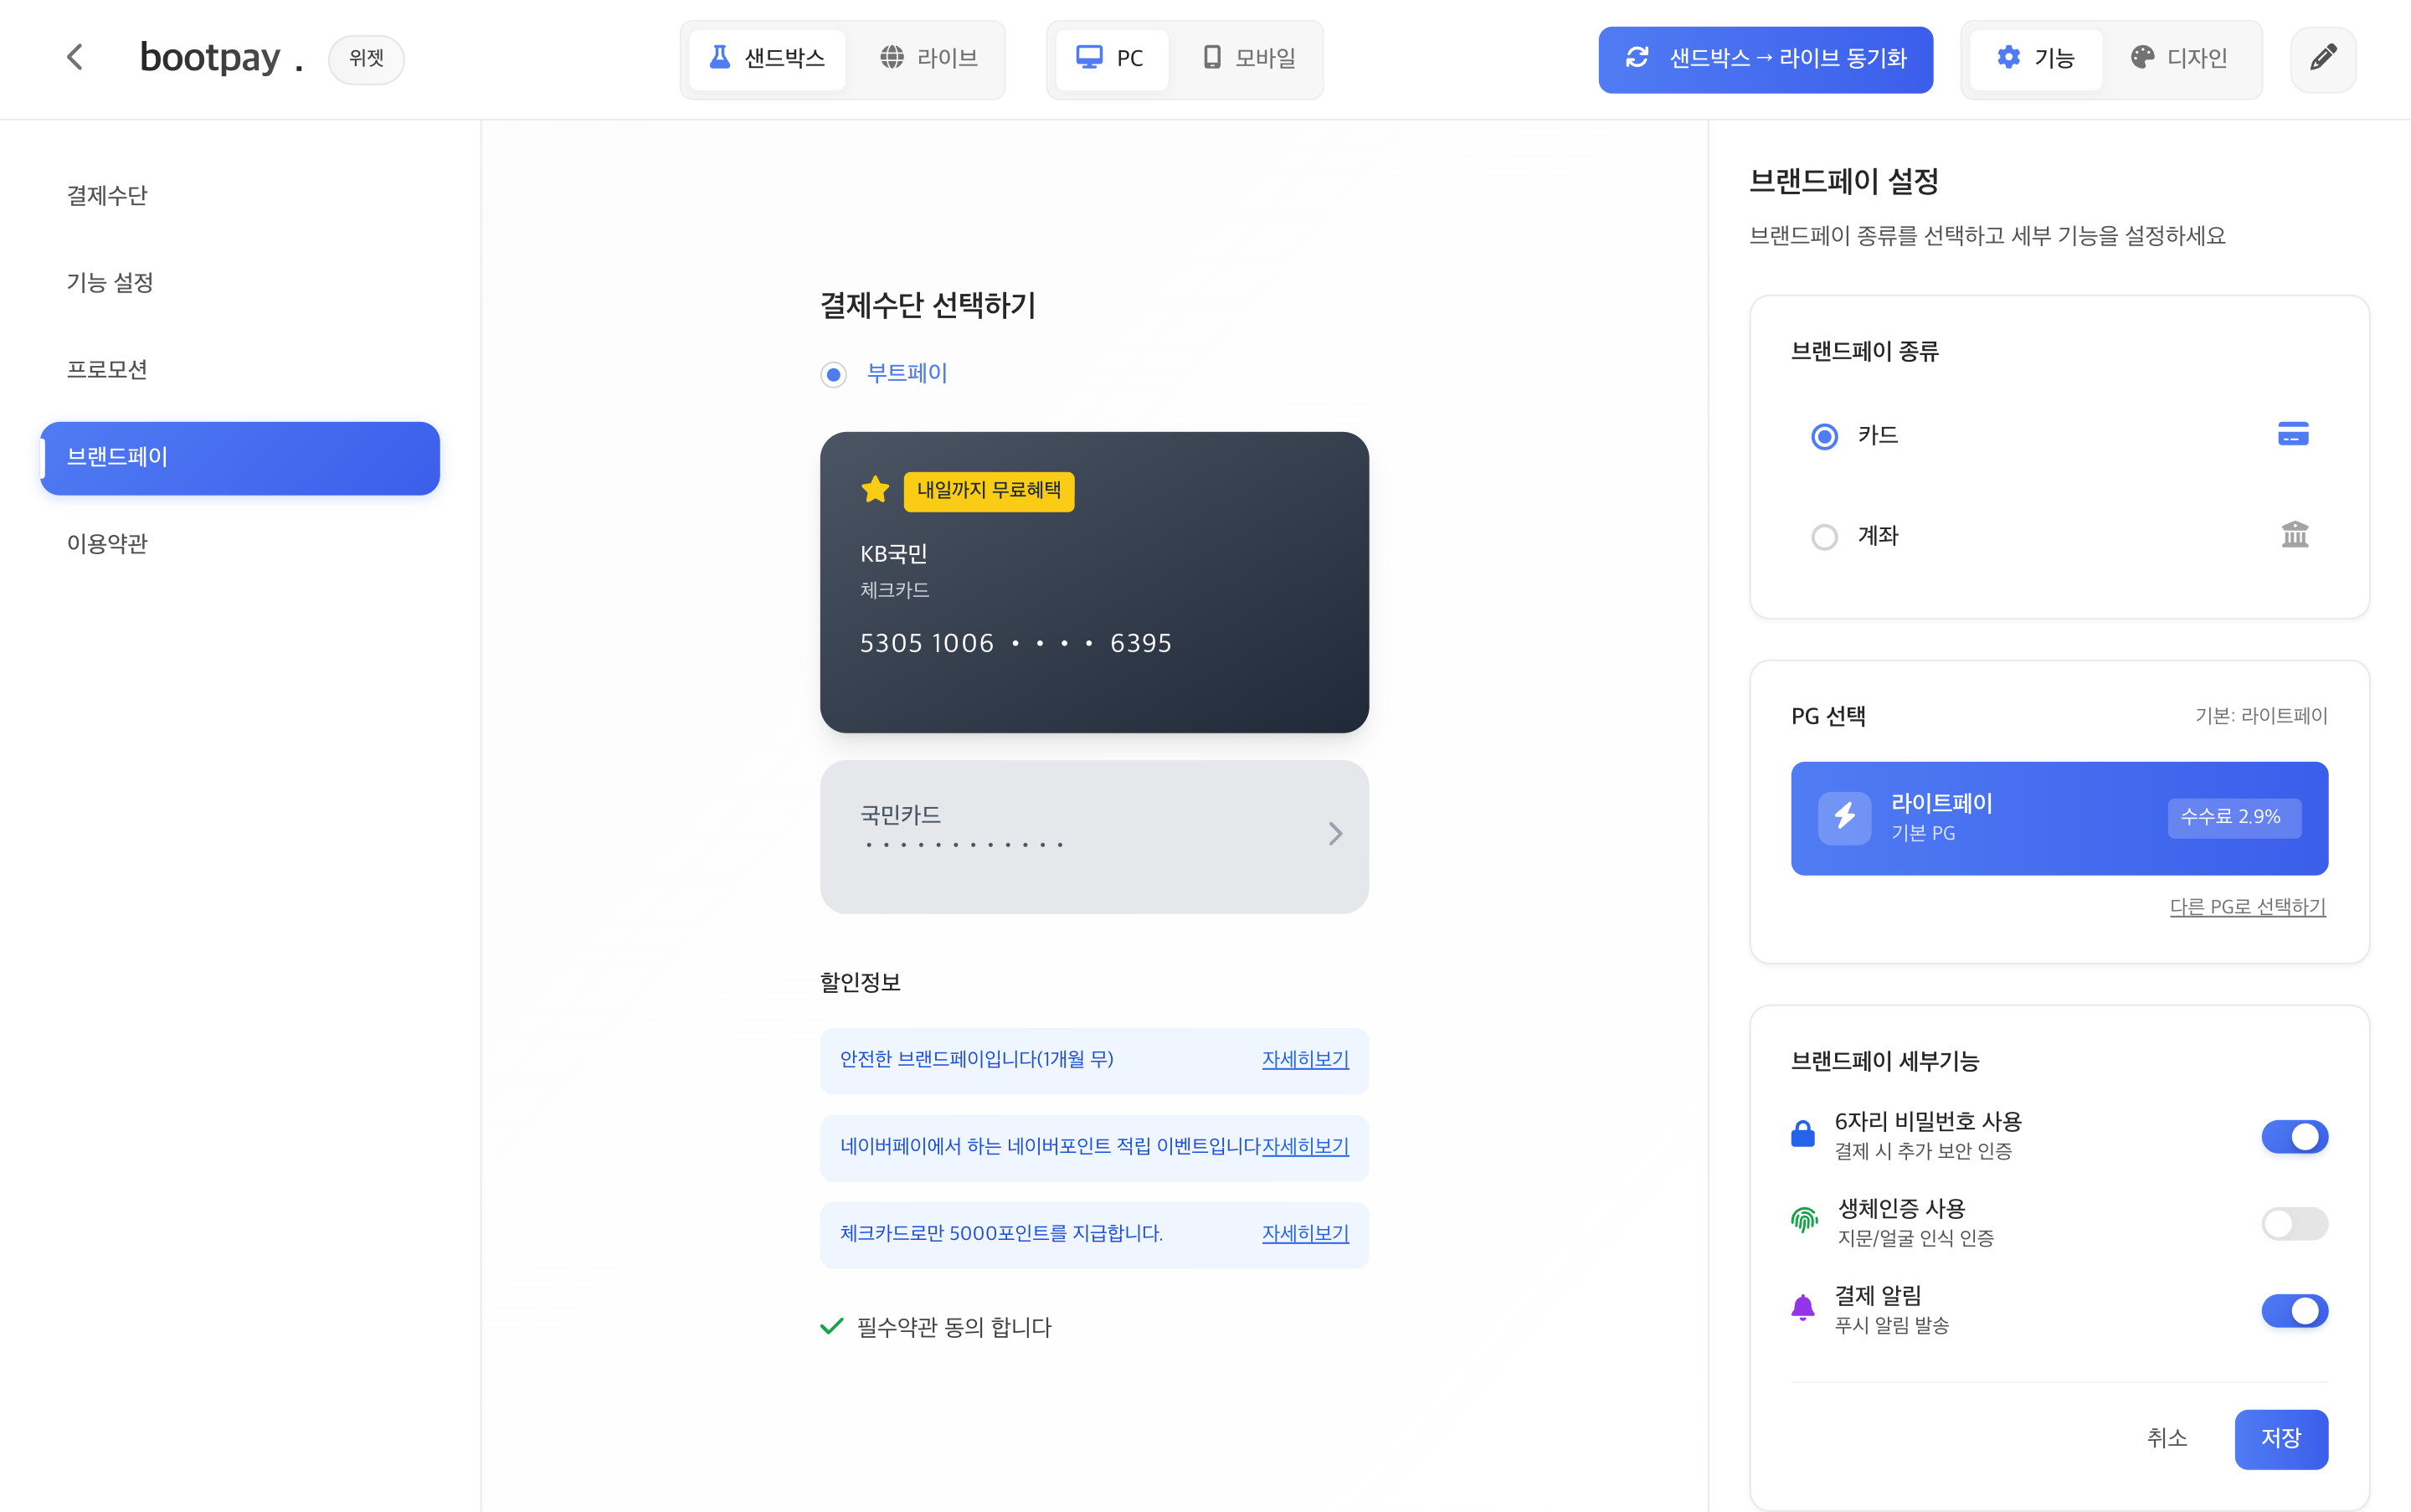 bootpay .
위젯
샌드박스
라이브
PC
모바일
샌드박스 → 라이브 동기화
기능
디자인
결제수단
기능 설정
프로모션
브랜드페이
이용약관
결제수단 선택하기
부트페이
내일까지 무료혜택
KB국민
체크카드
5305 1006 • • • • 6395
국민카드
• • • • • • • • • • • •
할인정보
안전한 브랜드페이입니다(1개월 무) 자세히보기
네이버페이에서 하는 네이버포인트 적립 이벤트입니다 자세히보기
체크카드로만 5000포인트를 지급합니다. 자세히보기
필수약관 동의 합니다
브랜드페이 설정
브랜드페이 종류를 선택하고 세부 기능을 설정하세요
브랜드페이 종류
카드
계좌
PG 선택
기본: 라이트페이
라이트페이
기본 PG
수수료 2.9%
다른 PG로 선택하기
브랜드페이 세부기능
6자리 비밀번호 사용
결제 시 추가 보안 인증
생체인증 사용
지문/얼굴 인식 인증
결제 알림
푸시 알림 발송
취소
저장